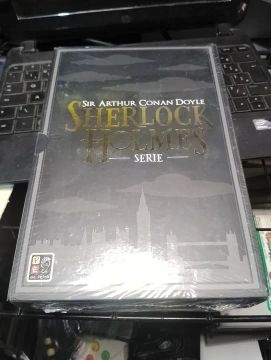 SIR ARTHUR CONAN DOYLE
SHERLOCK
HOLMES
SERIE